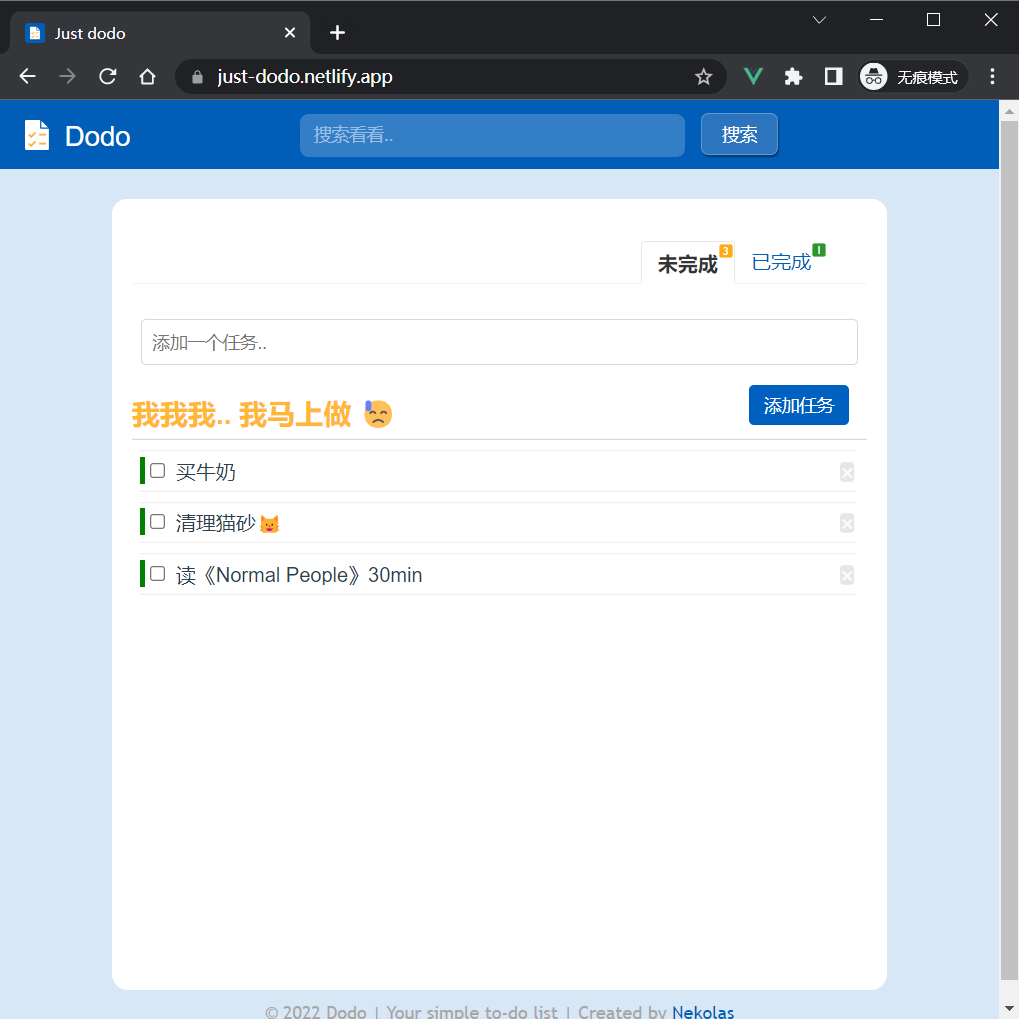 Just dodo
just-dodo.netlify.app
无痕模式
Dodo
搜索看看..
搜索
未完成 3
已完成 1
添加一个任务..
我我我.. 我马上做 😓
添加任务
买牛奶
清理猫砂😺
读《Normal People》30min
© 2022 Dodo | Your simple to-do list | Created by Nekolas